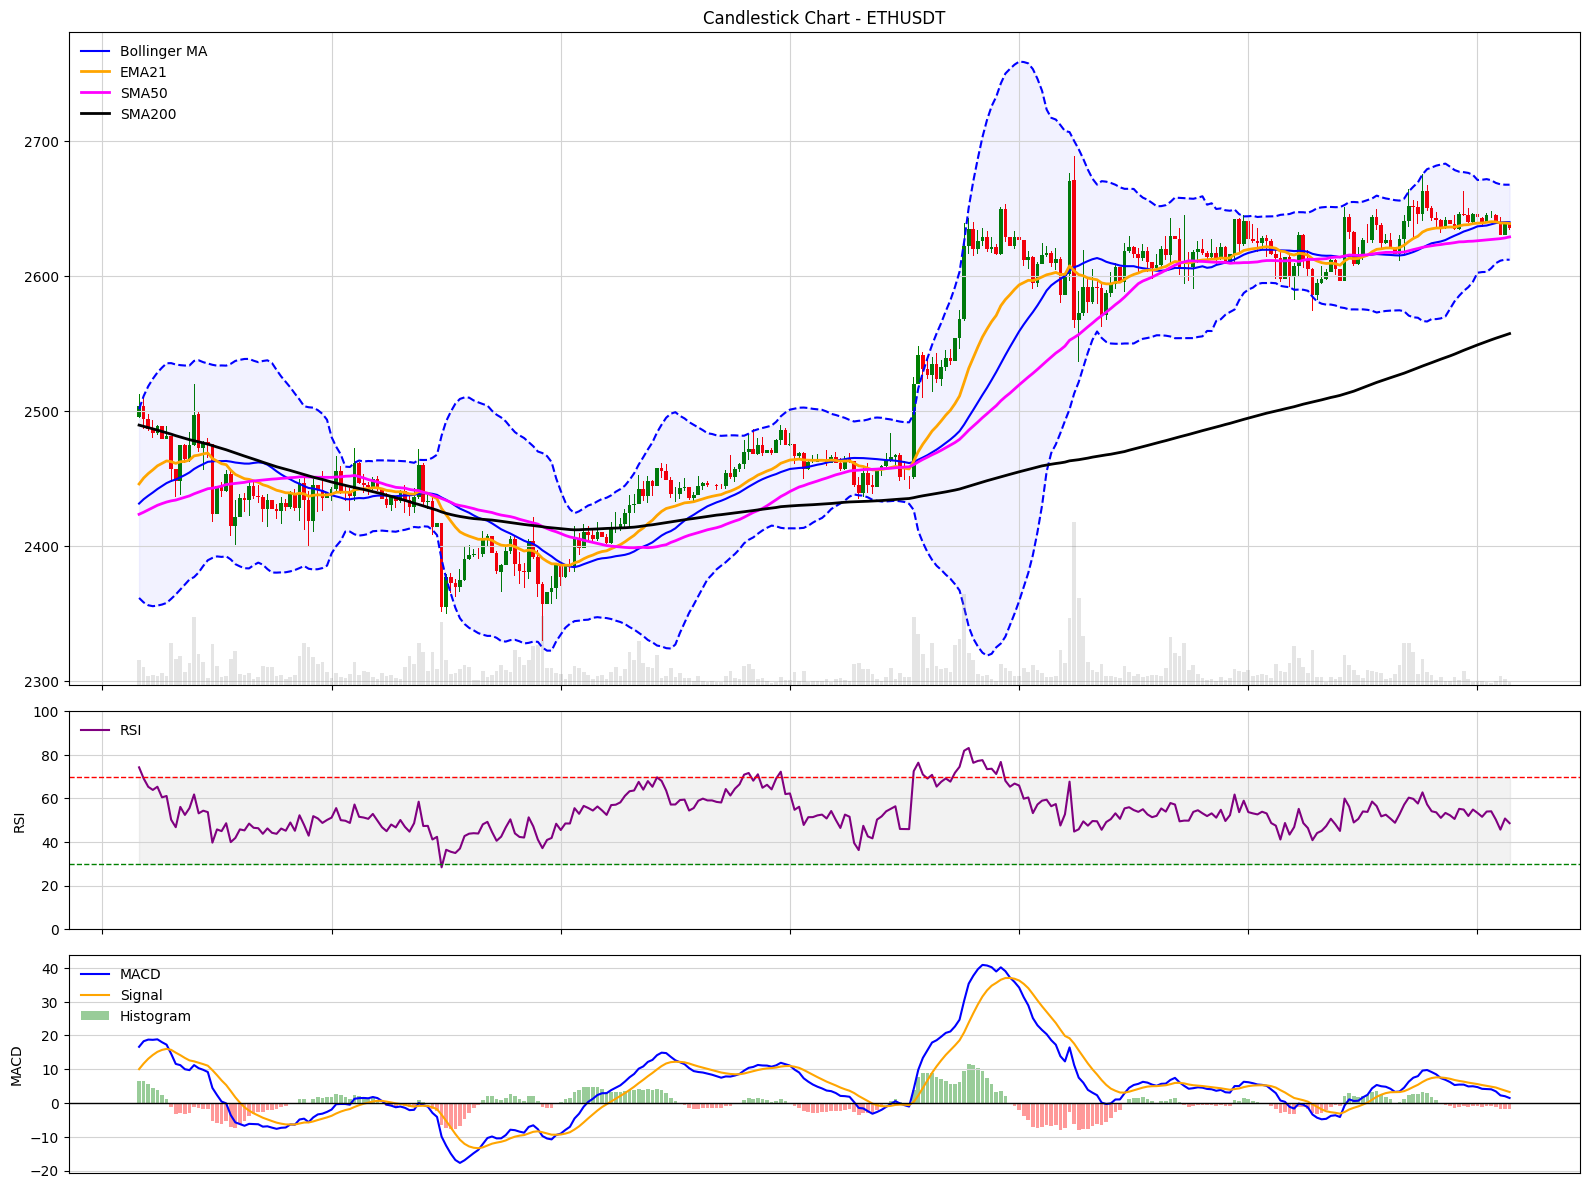 Candlestick Chart - ETHUSDT
Bollinger MA
EMA21
SMA50
SMA200
2700
2600
2500
2400
2300
RSI
RSI
100
80
60
40
20
0
MACD
Signal
Histogram
MACD
40
30
20
10
0
−10
−20